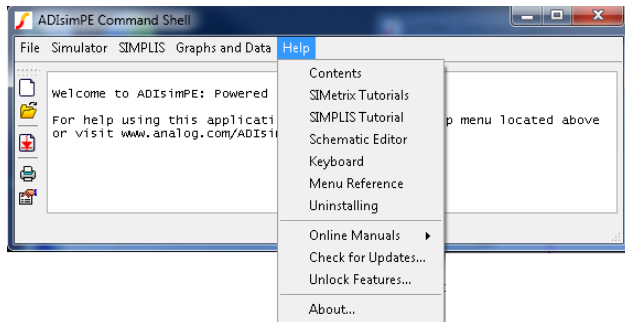 ADIsimPE Command Shell
File Simulator SIMPLIS Graphs and Data Help
Welcome to ADIsimPE: Powered
For help using this applicati p menu located above
or visit www.analog.com/ADIsi
Contents
SIMetrix Tutorials
SIMPLIS Tutorial
Schematic Editor
Keyboard
Menu Reference
Uninstalling
Online Manuals
Check for Updates...
Unlock Features...
About...